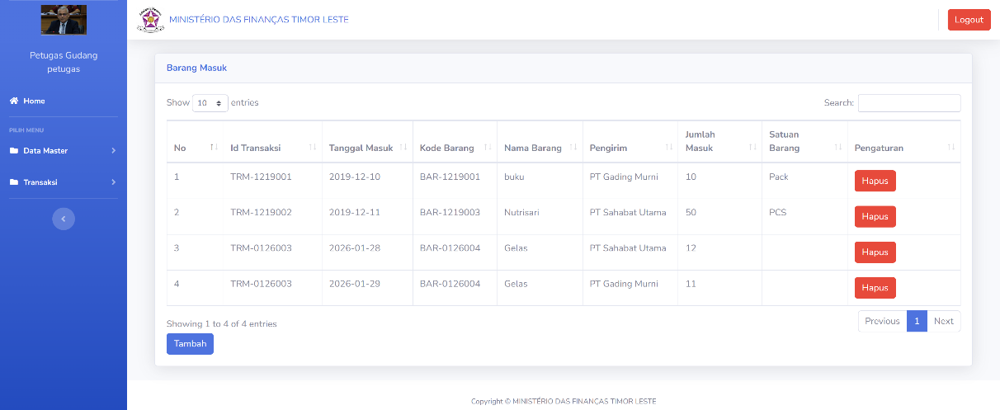 MINISTÉRIO DAS FINANÇAS TIMOR LESTE
Logout
Petugas Gudang
petugas
Home
PILIH MENU
Data Master
Transaksi
Barang Masuk
Show 10 entries
Search:
No Id Transaksi Tanggal Masuk Kode Barang Nama Barang Pengirim Jumlah Masuk Satuan Barang Pengaturan
1 TRM-1219001 2019-12-10 BAR-1219001 buku PT Gading Murni 10 Pack Hapus
2 TRM-1219002 2019-12-11 BAR-1219003 Nutrisari PT Sahabat Utama 50 PCS Hapus
3 TRM-0126003 2026-01-28 BAR-0126004 Gelas PT Sahabat Utama 12 Hapus
4 TRM-0126003 2026-01-29 BAR-0126004 Gelas PT Gading Murni 11 Hapus
Showing 1 to 4 of 4 entries
Previous 1 Next
Tambah
Copyright © MINISTÉRIO DAS FINANÇAS TIMOR LESTE